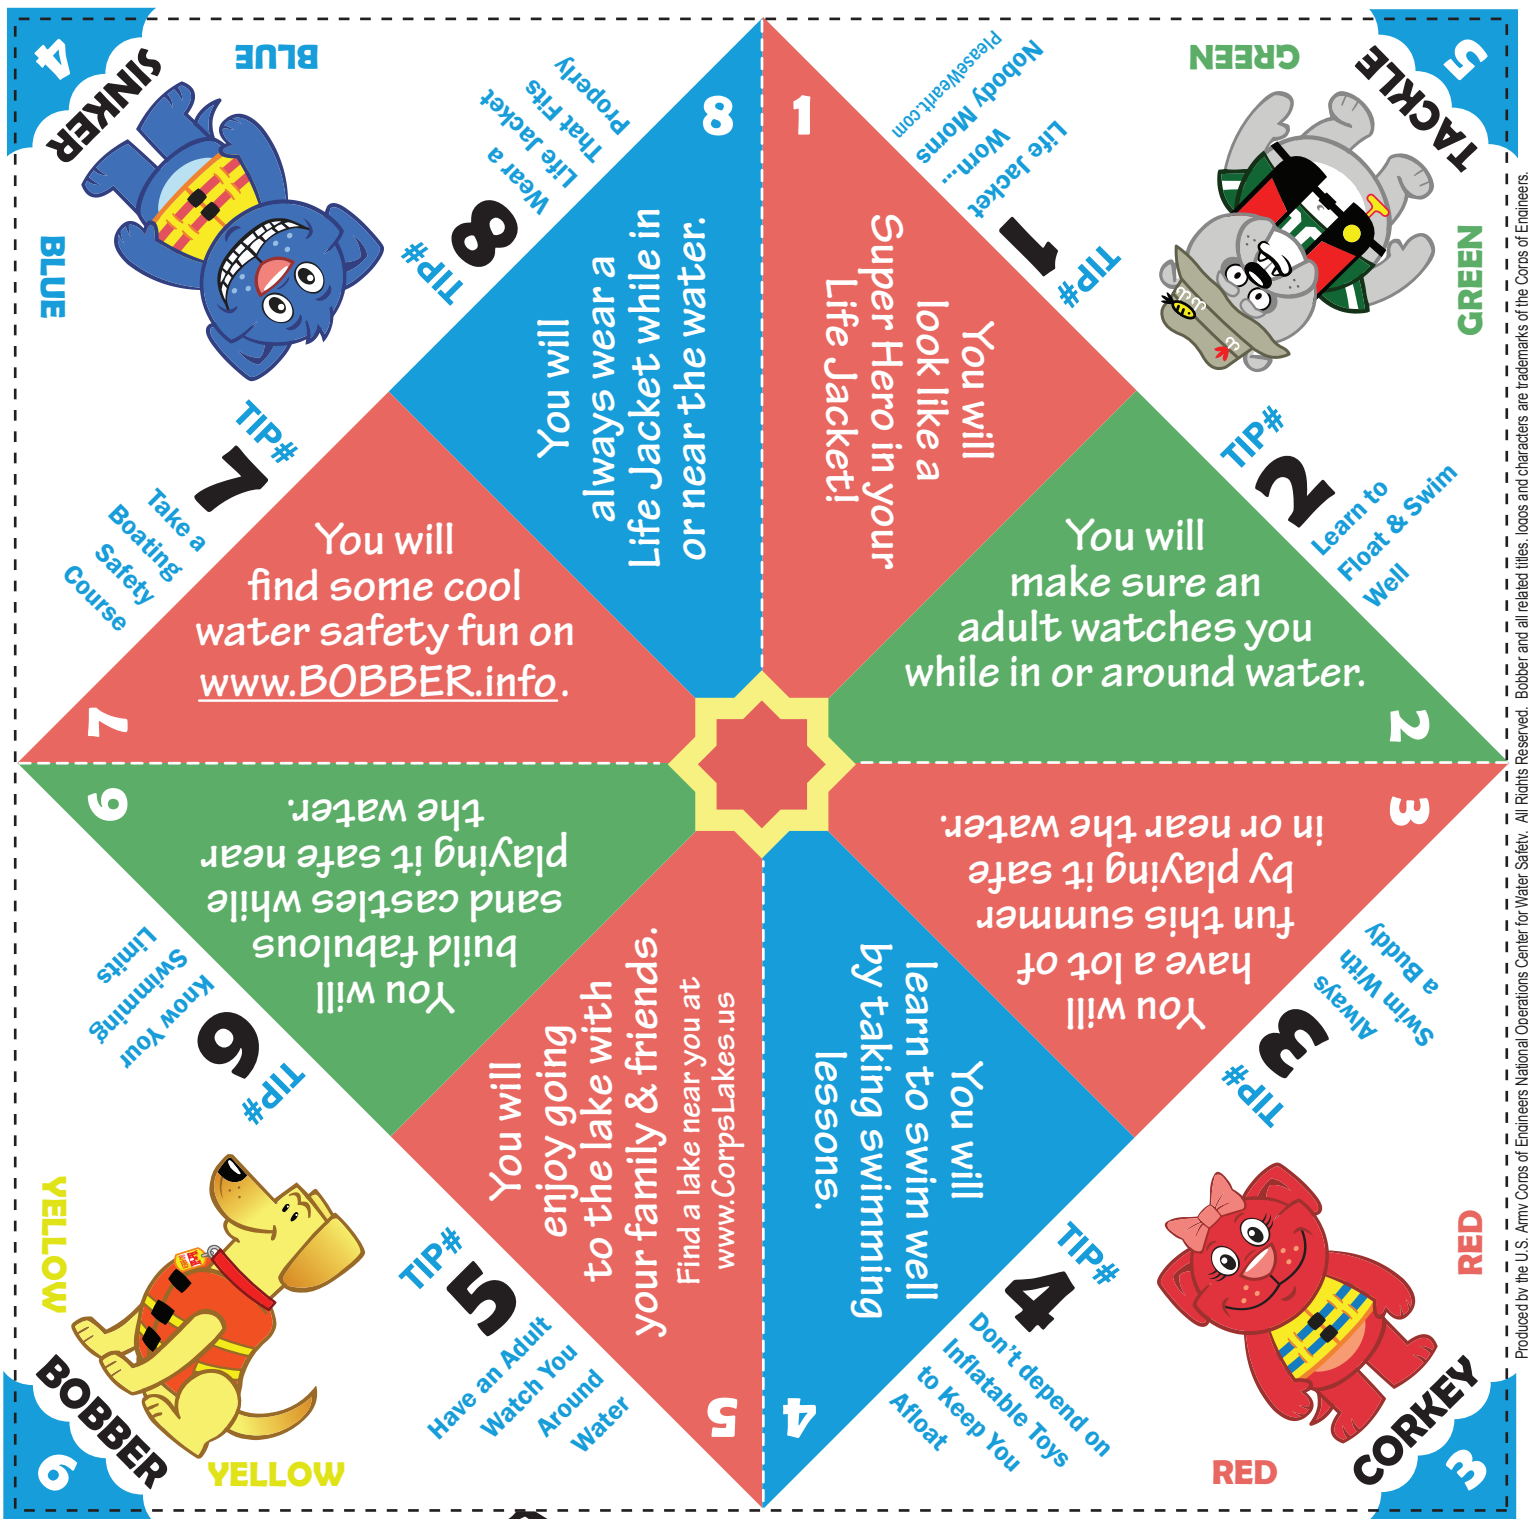 4
SINKER
BLUE
BLUE
5
TACKLE
GREEN
GREEN
TIP#
8
Wear a
Life Jacket
That Fits
Properly
8
You will
always wear a
Life Jacket while in
or near the water.
TIP#
1
Life Jacket
Worn...
Nobody Morns
PleaseWearIt.com
1
You will
look like a
Super Hero in your
Life Jacket!
TIP#
2
Learn to
Float & Swim
Well
You will
make sure an
adult watches you
while in or around water.
2
TIP#
7
Take a
Boating
Safety
Course
You will
find some cool
water safety fun on
www.BOBBER.info.
7
6
You will
build fabulous
sand castles while
playing it safe near
the water.
TIP#
6
Know Your
Swimming
Limits
3
You will
have a lot of
fun this summer
by playing it safe
in or near the water.
TIP#
3
Always
Swim With
a Buddy
You will
enjoy going
to the lake with
your family & friends.
Find a lake near you at
www.CorpsLakes.us
5
TIP#
5
Have an Adult
Watch You
Around
Water
You will
learn to swim well
by taking swimming
lessons.
4
TIP#
4
Don't depend on
Inflatable Toys
to Keep You
Afloat
YELLOW
BOBBER
6
YELLOW
RED
CORKEY
3
RED
Produced by the U.S. Army Corps of Engineers National Operations Center for Water Safety. All Rights Reserved. Bobber and all related titles, logos and characters are trademarks of the Corps of Engineers.